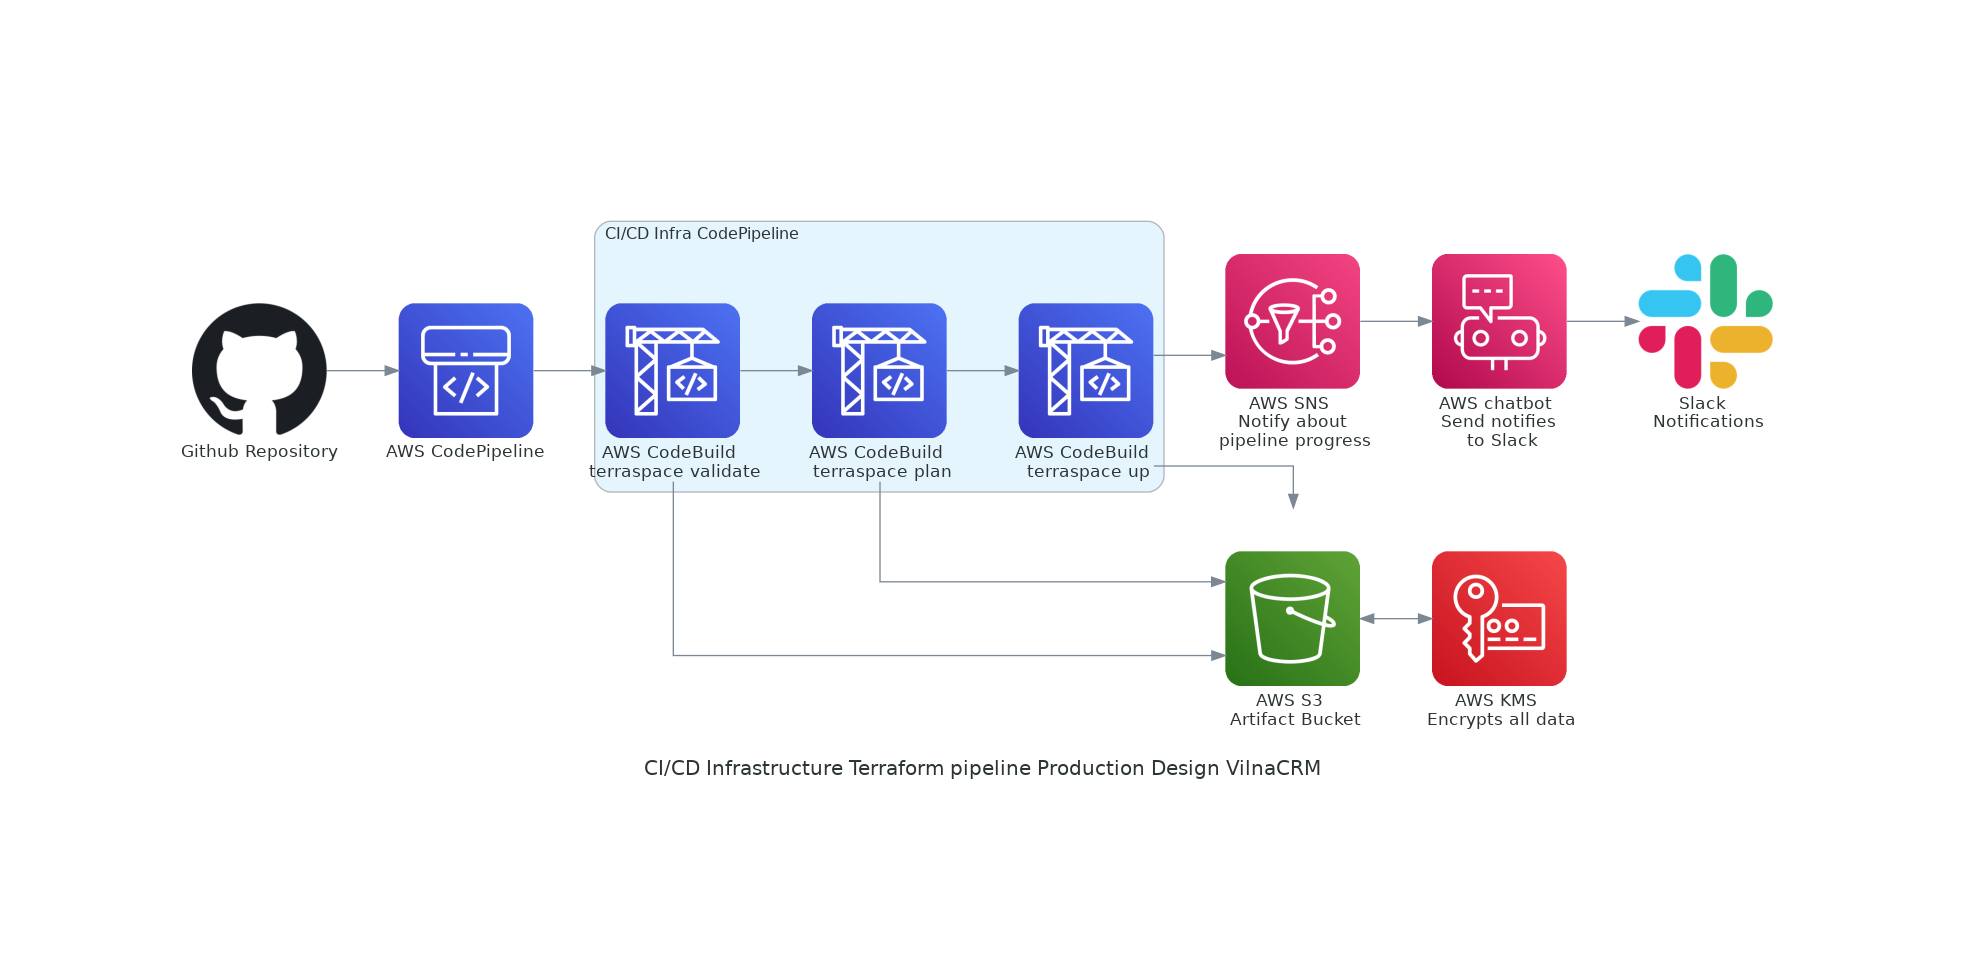 CI/CD Infra CodePipeline
Github Repository
AWS CodePipeline
AWS CodeBuild
terraspace validate
AWS CodeBuild
terraspace plan
AWS CodeBuild
terraspace up
AWS SNS
Notify about
pipeline progress
AWS chatbot
Send notifies
to Slack
Slack
Notifications
AWS S3
Artifact Bucket
AWS KMS
Encrypts all data
CI/CD Infrastructure Terraform pipeline Production Design VilnaCRM